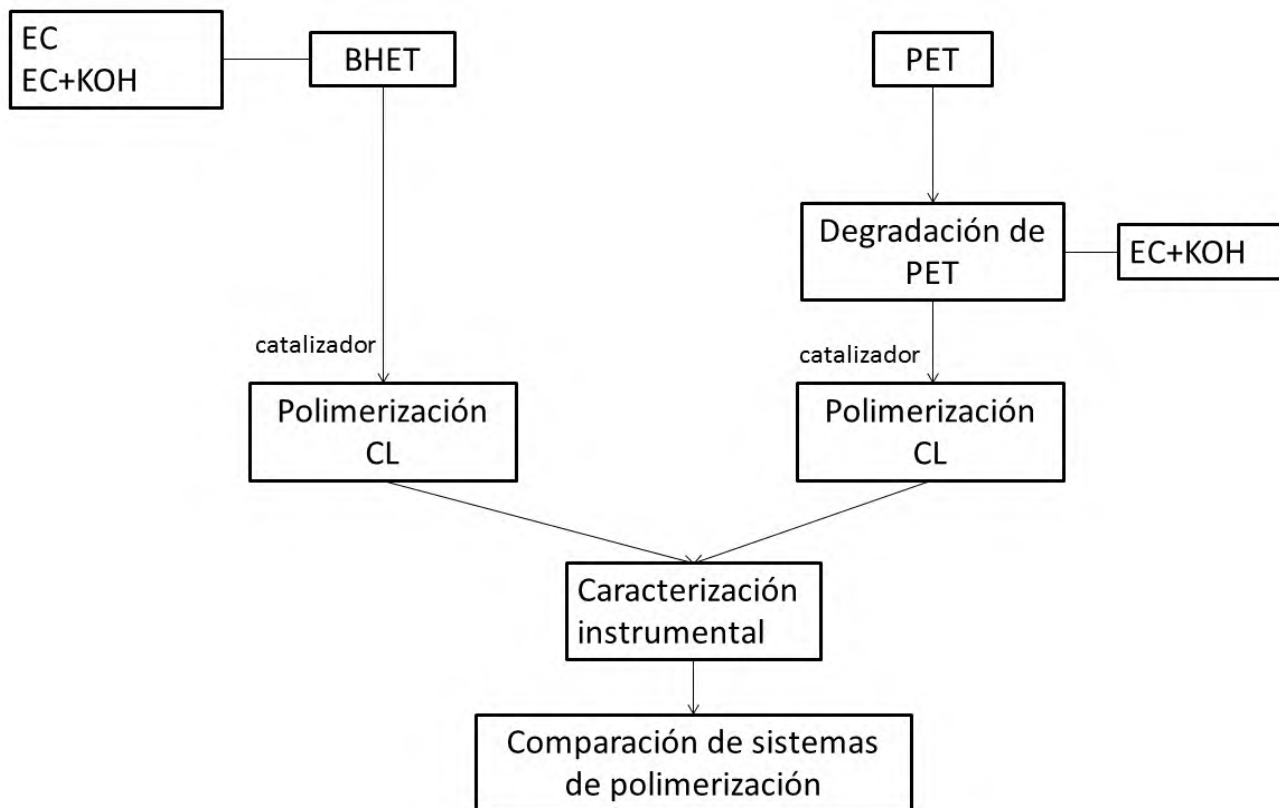 EC
EC+KOH
BHET
PET
Degradación de
PET
EC+KOH
catalizador
catalizador
Polimerización
CL
Polimerización
CL
Caracterización
instrumental
Comparación de sistemas
de polimerización